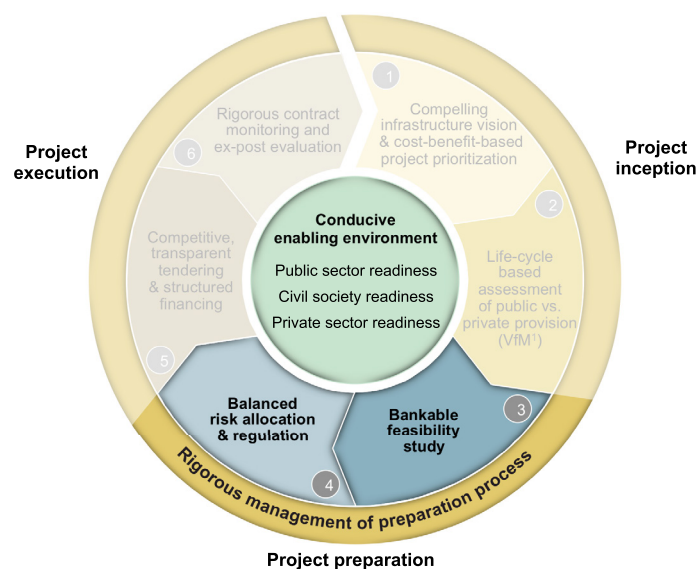 1
Compelling
infrastructure vision
& cost-benefit-based
project prioritization
Project
inception
2
Life-cycle
based
assessment
of public vs.
private provision
(VfM¹)
3
Bankable
feasibility
study
4
Balanced
risk allocation
& regulation
Rigorous management of preparation process
Project preparation
5
Competitive,
transparent
tendering
& structured
financing
6
Rigorous contract
monitoring and
ex-post evaluation
Project
execution
Conducive
enabling environment
Public sector readiness
Civil society readiness
Private sector readiness